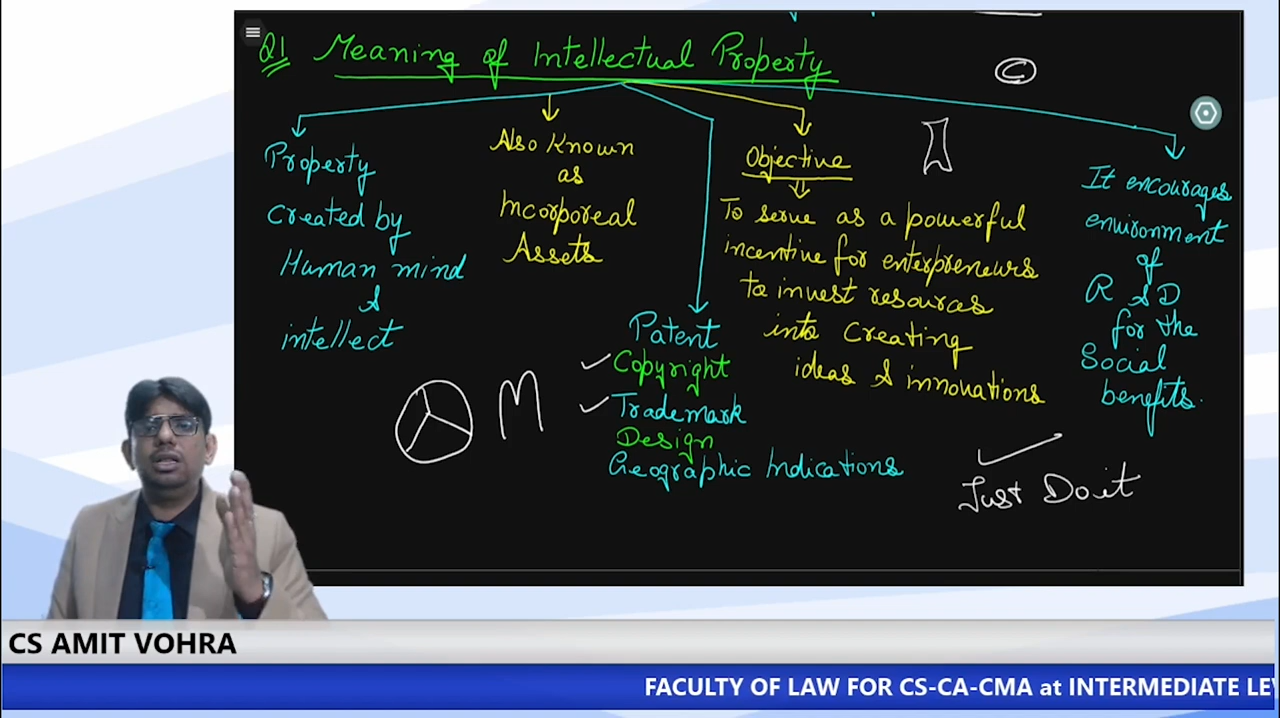 Q1 Meaning of Intellectual Property
©
Property
created by
Human mind
&
intellect
Also Known
as
Incorporeal
Assets
Patent
Copyright
Trademark
Design
Geographic Indications
M
Objective
To serve as a powerful
incentive for enterpreneurs
to invest resources
into Creating
ideas & innovations
It encourages
environment
of
R & D
for the
Social
benefits.
Just Do it
CS AMIT VOHRA
FACULTY OF LAW FOR CS-CA-CMA at INTERMEDIATE LE